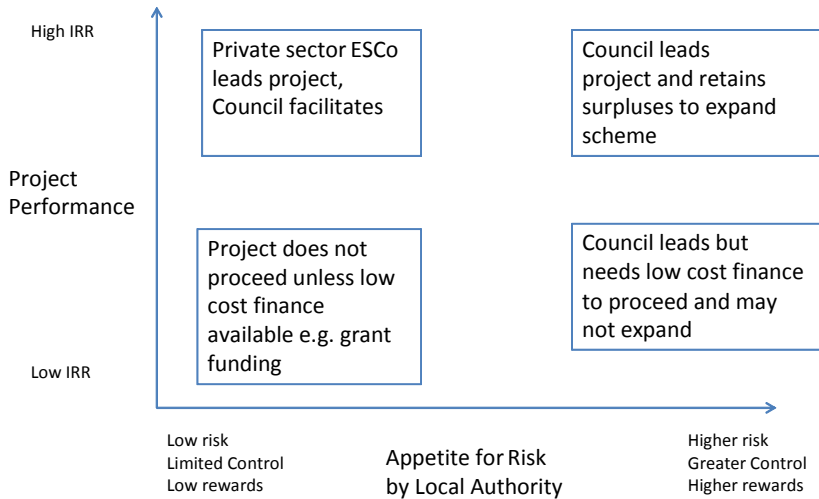 High IRR
Private sector ESCo
leads project,
Council facilitates
Council leads
project and retains
surpluses to expand
scheme
Project
Performance
Project does not
proceed unless low
cost finance
available e.g. grant
funding
Council leads but
needs low cost finance
to proceed and may
not expand
Low IRR
Low risk
Limited Control
Low rewards
Appetite for Risk
by Local Authority
Higher risk
Greater Control
Higher rewards